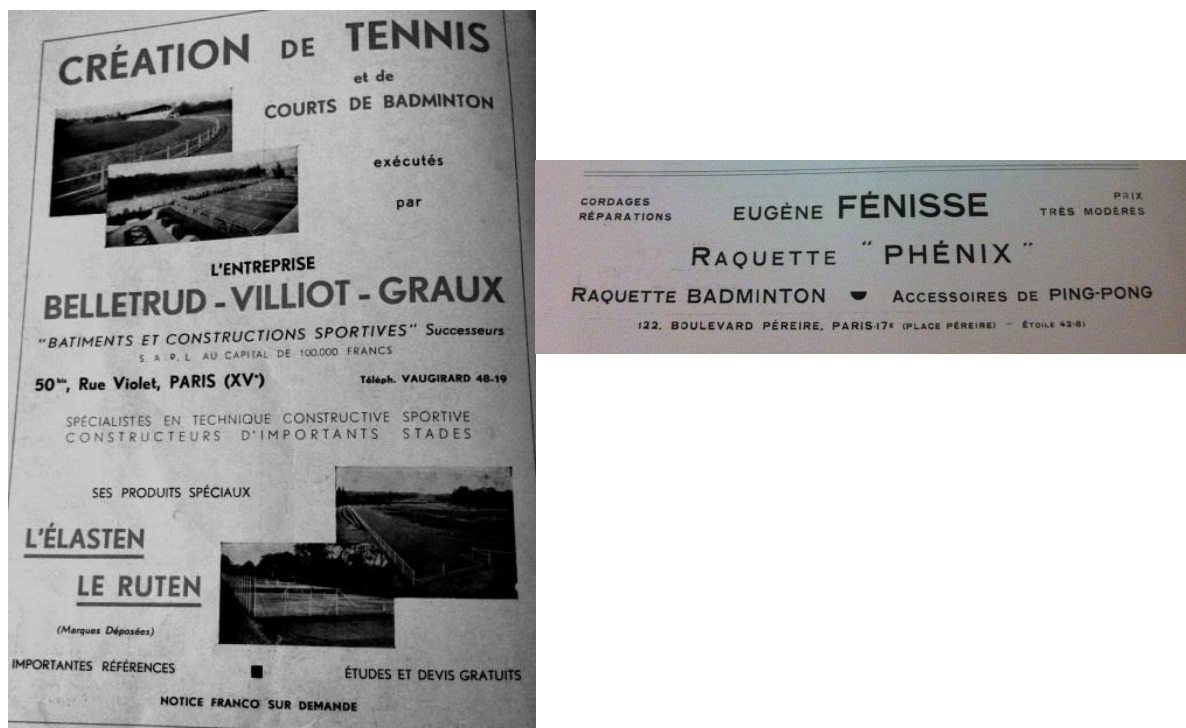 CRÉATION DE TENNIS
et de
COURTS DE BADMINTON
exécutés
par
L'ENTREPRISE
BELLETRUD - VILLIOT - GRAUX
"BATIMENTS ET CONSTRUCTIONS SPORTIVES" Successeurs
S. A. R. L. AU CAPITAL DE 100.000 FRANCS
50 bis, Rue Violet, PARIS (XVe) Téléph. VAUGIRARD 48-19
SPÉCIALISTES EN TECHNIQUE CONSTRUCTIVE SPORTIVE
CONSTRUCTEURS D'IMPORTANTS STADES
SES PRODUITS SPÉCIAUX
L'ÉLASTEN
LE RUTEN
(Marques Déposées)
IMPORTANTES RÉFÉRENCES ■ ÉTUDES ET DEVIS GRATUITS
NOTICE FRANCO SUR DEMANDE
CORDAGES
RÉPARATIONS
EUGÈNE FÉNISSE
PRIX
TRÈS MODÉRÉS
RAQUETTE "PHÉNIX"
RAQUETTE BADMINTON ACCESSOIRES DE PING-PONG
122, BOULEVARD PÉREIRE, PARIS-17e (PLACE PÉREIRE) – ÉTOILE 42-81